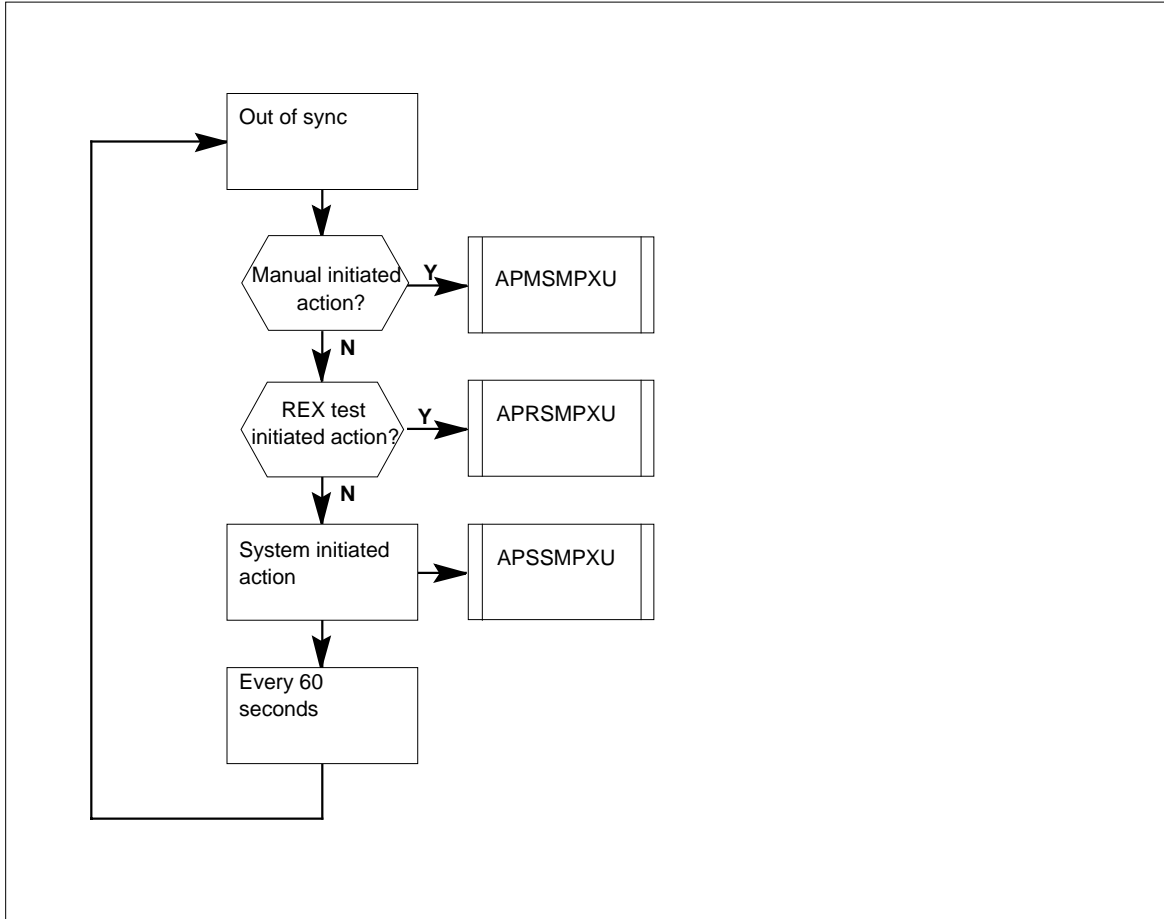 Out of sync
Manual initiated
action?
Y
APMSMPXU
N
REX test
initiated action?
Y
APRSMPXU
N
System initiated
action
APSSMPXU
Every 60
seconds